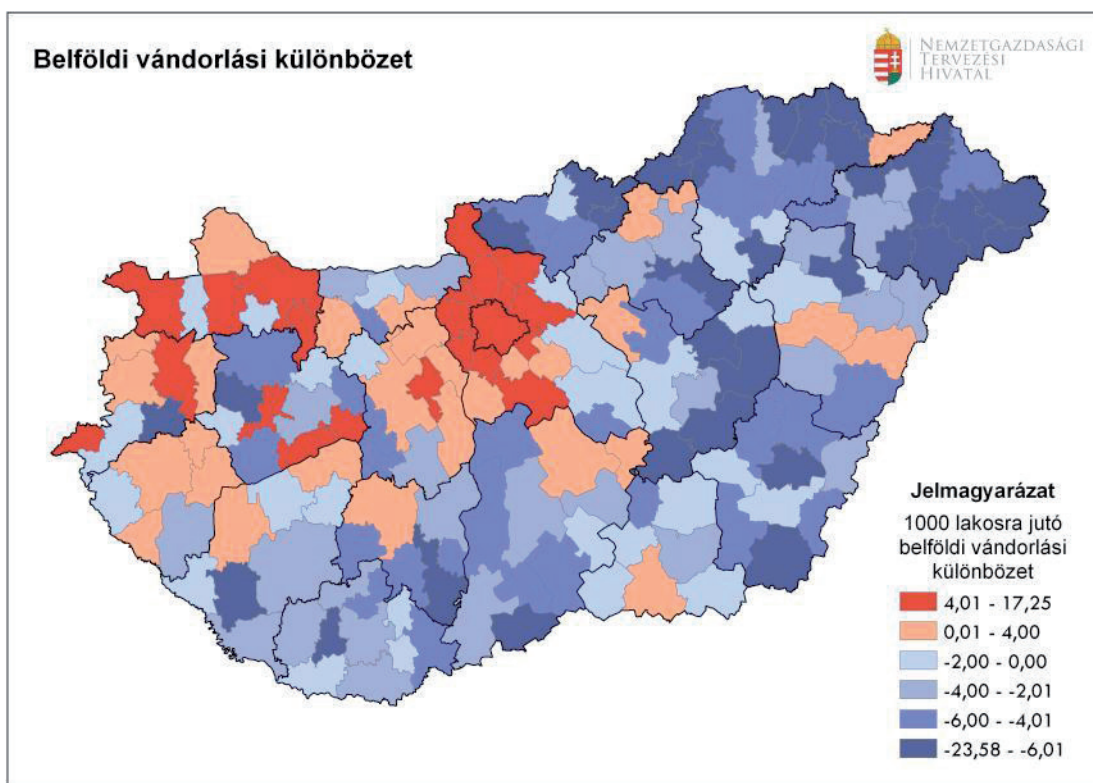 Belföldi vándorlási különbözet
NEMZETGAZDASÁGI
TERVEZÉSI
HIVATAL
Jelmagyarázat
1000 lakosra jutó
belföldi vándorlási
különbözet
4,01 - 17,25
0,01 - 4,00
-2,00 - 0,00
-4,00 - -2,01
-6,00 - -4,01
-23,58 - -6,01